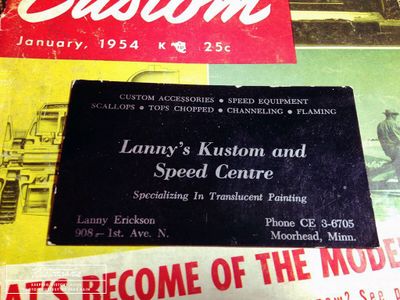 Custom
January, 1954 K 25c
CUSTOM ACCESSORIES • SPEED EQUIPMENT
SCALLOPS • TOPS CHOPPED • CHANNELING • FLAMING
Lanny's Kustom and
Speed Centre
Specializing In Translucent Painting
Lanny Erickson
908 — 1st. Ave. N.
Phone CE 3-6705
Moorhead, Minn.
BECOME OF THE MODE
See?